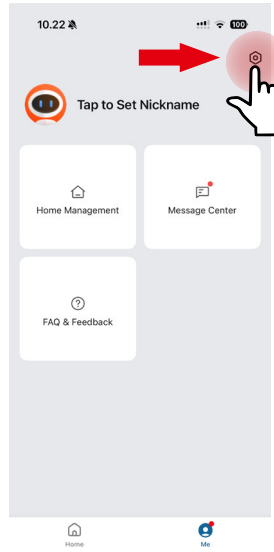 10.22
100
Tap to Set Nickname
Home Management
Message Center
FAQ & Feedback
Home
Me